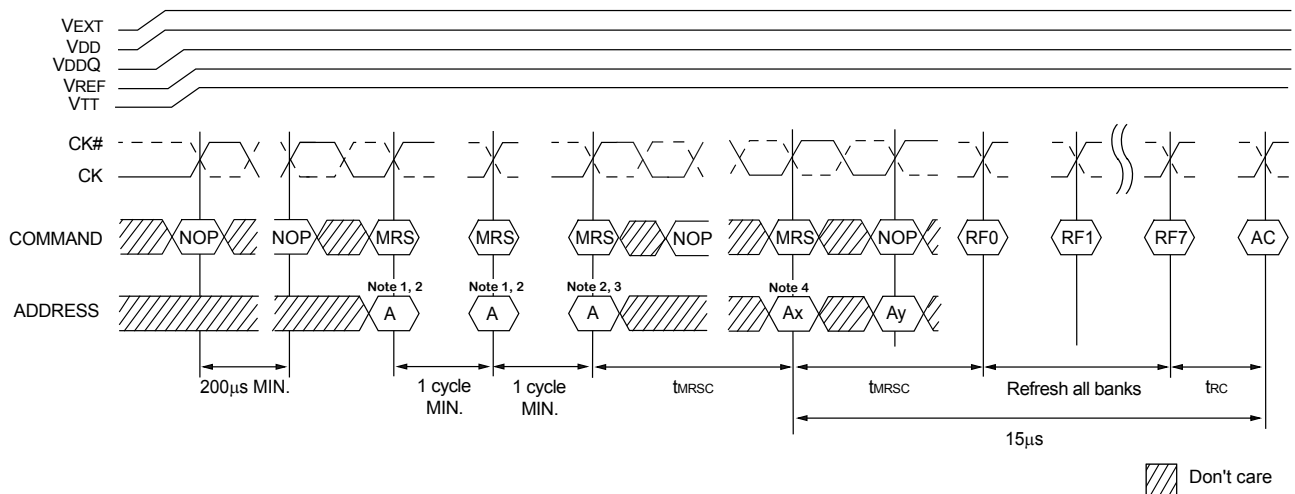 VEXT
VDD
VDDQ
VREF
VTT
CK#
CK
COMMAND NOP NOP MRS MRS MRS NOP MRS NOP RF0 RF1 RF7 AC
Note 1, 2 Note 1, 2 Note 2, 3 Note 4
ADDRESS A A A Ax Ay
200µs MIN. 1 cycle MIN. 1 cycle MIN. tMRSC tMRSC Refresh all banks tRC
15µs
Don't care